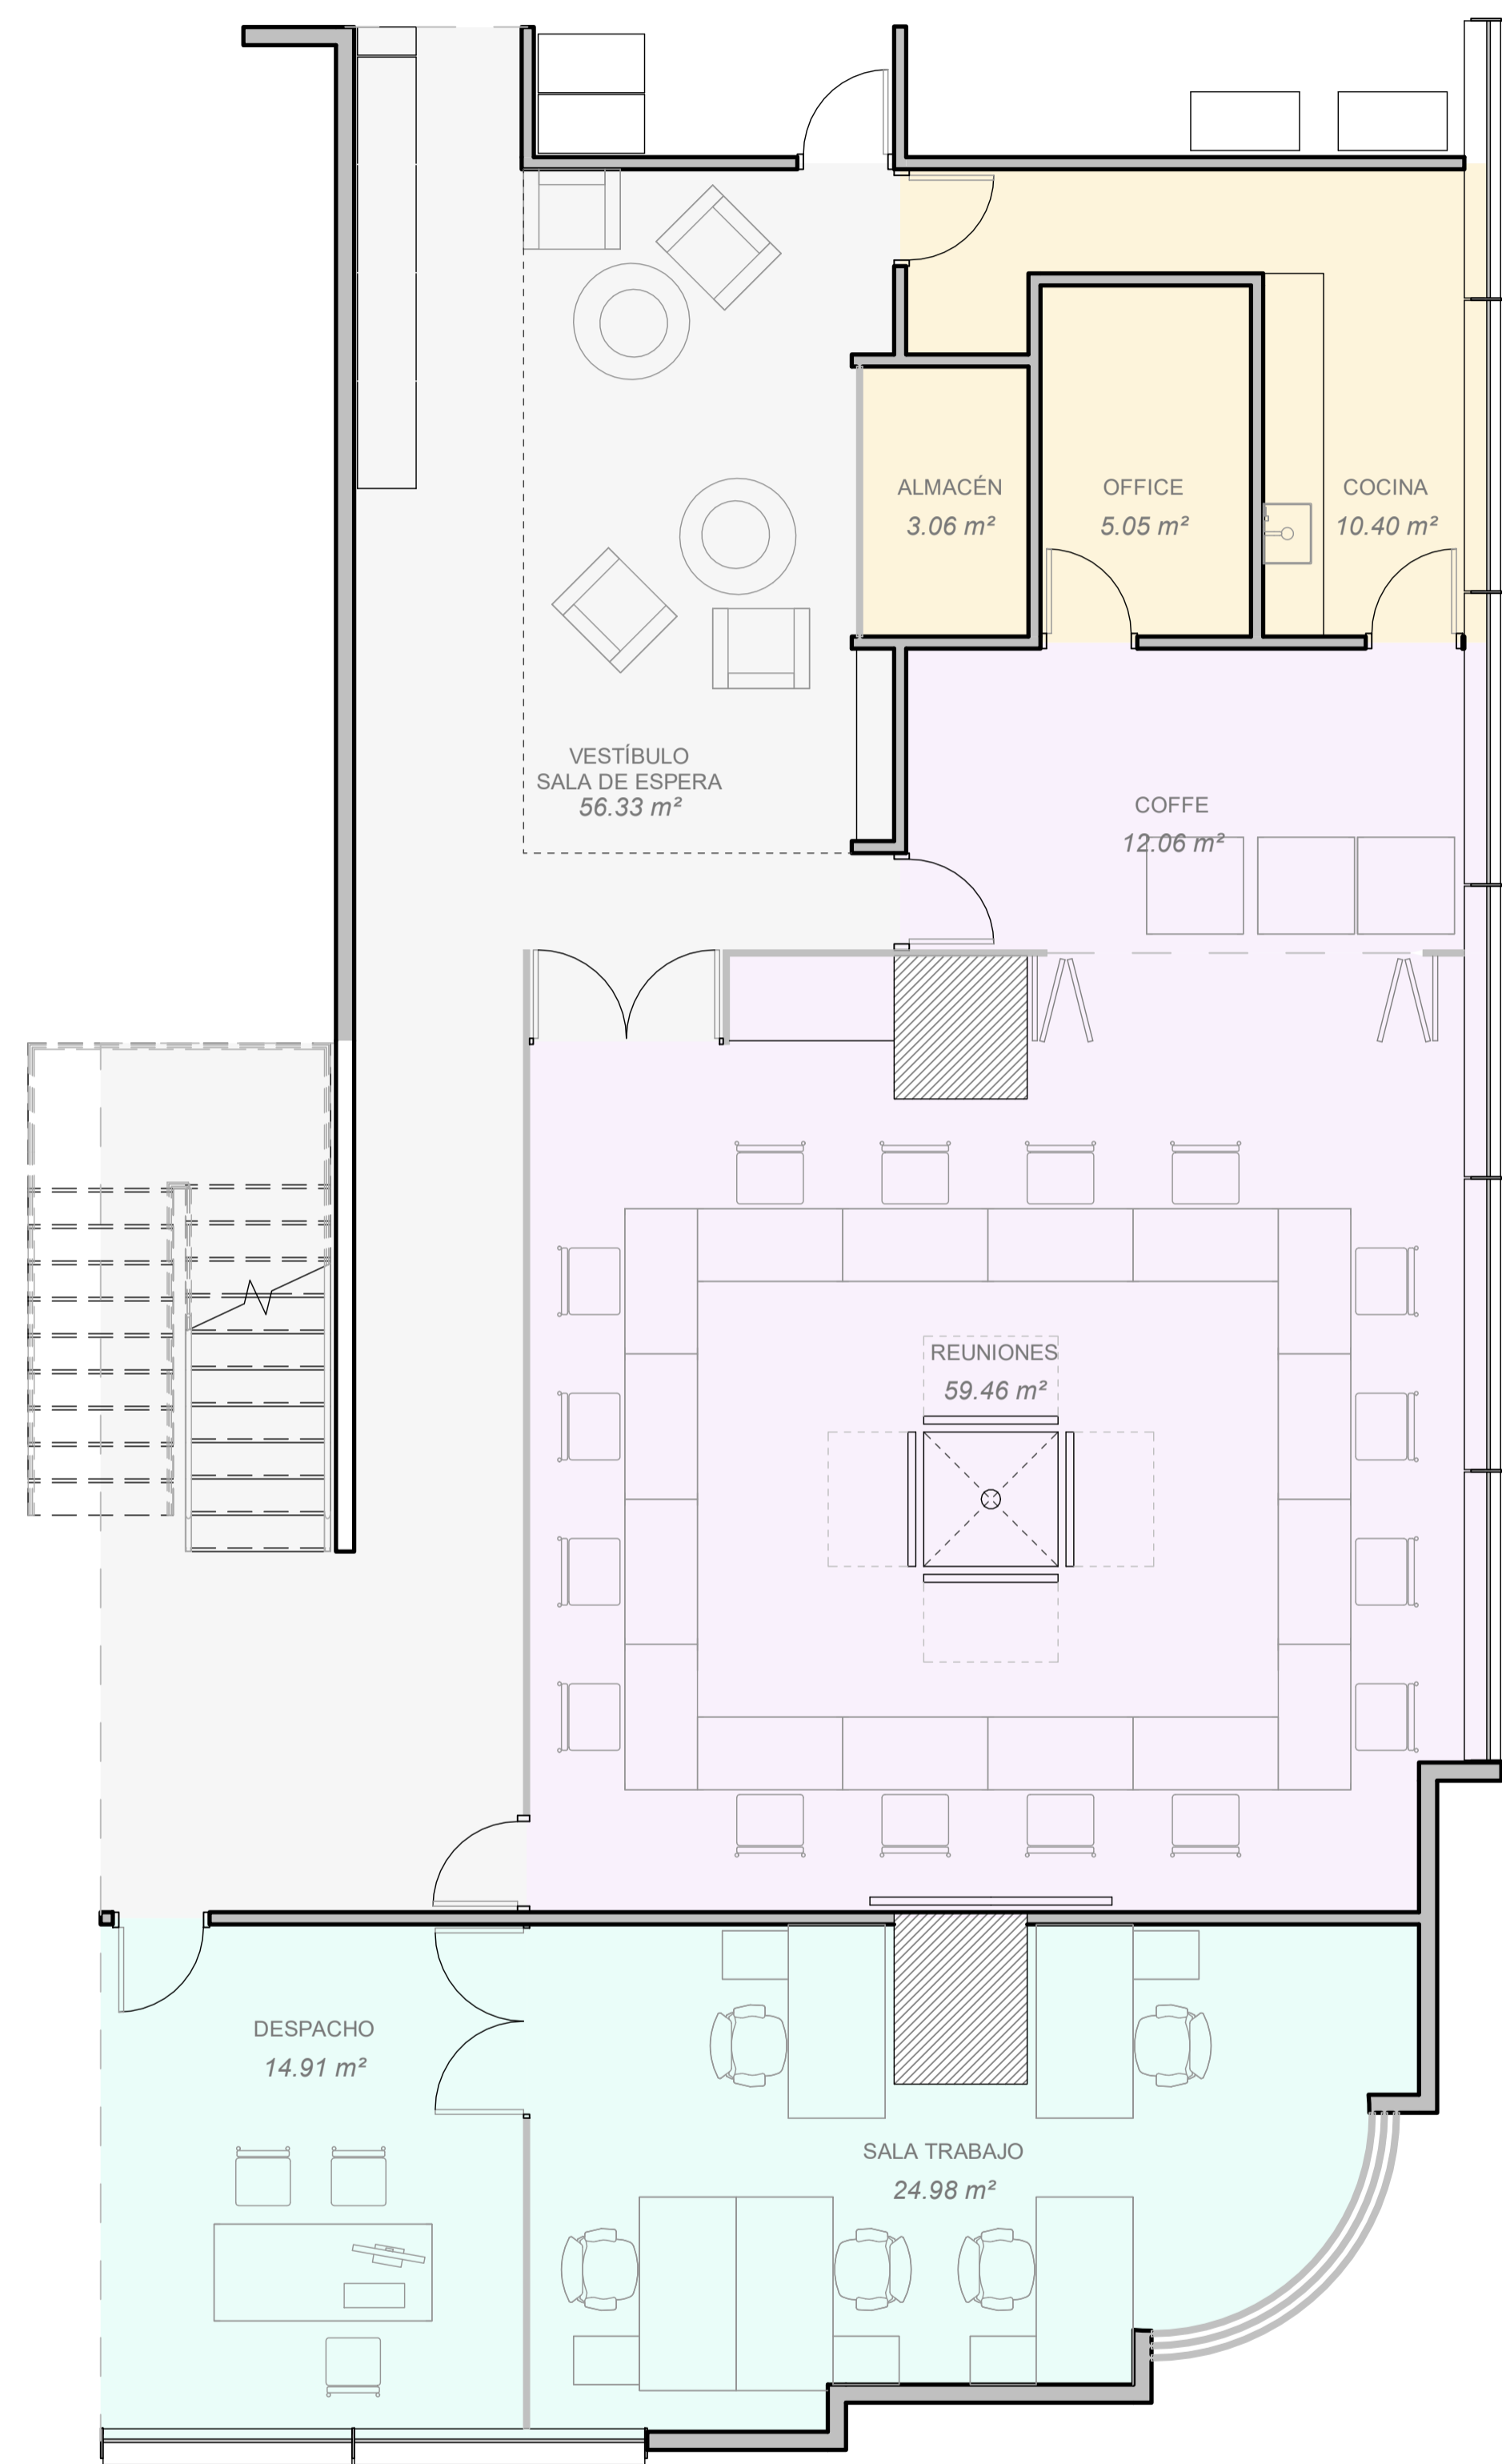 ALMACÉN
3.06 m²
OFFICE
5.05 m²
COCINA
10.40 m²
VESTÍBULO
SALA DE ESPERA
56.33 m²
COFFE
12.06 m²
REUNIONES
59.46 m²
DESPACHO
14.91 m²
SALA TRABAJO
24.98 m²